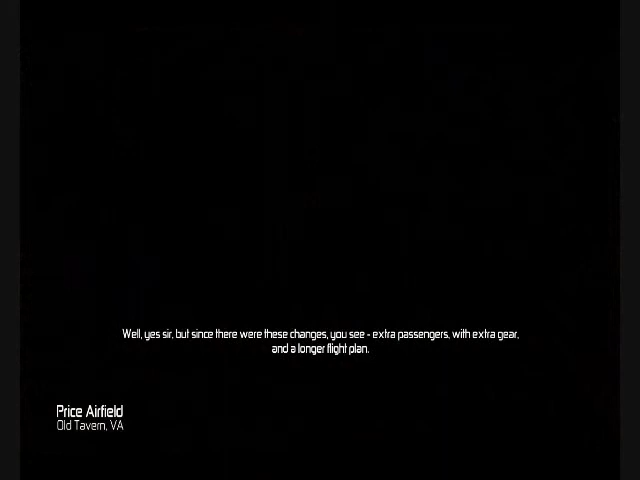 Well, yes sir, but since there were these changes, you see - extra passengers, with extra gear,
and a longer flight plan.
Price Airfield
Old Tavern, VA